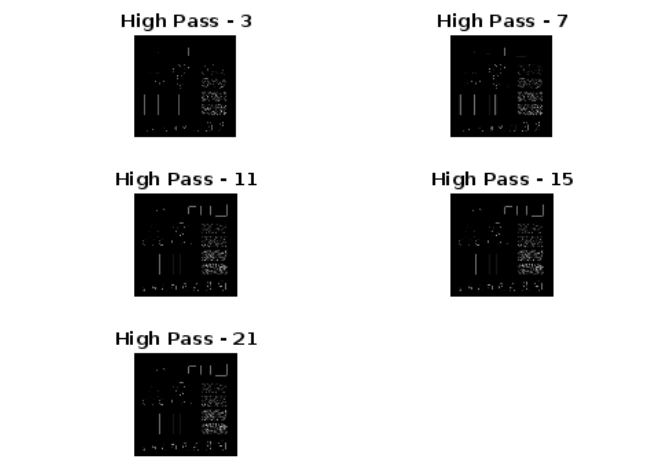 High Pass - 3
High Pass - 7
High Pass - 11
High Pass - 15
High Pass - 21